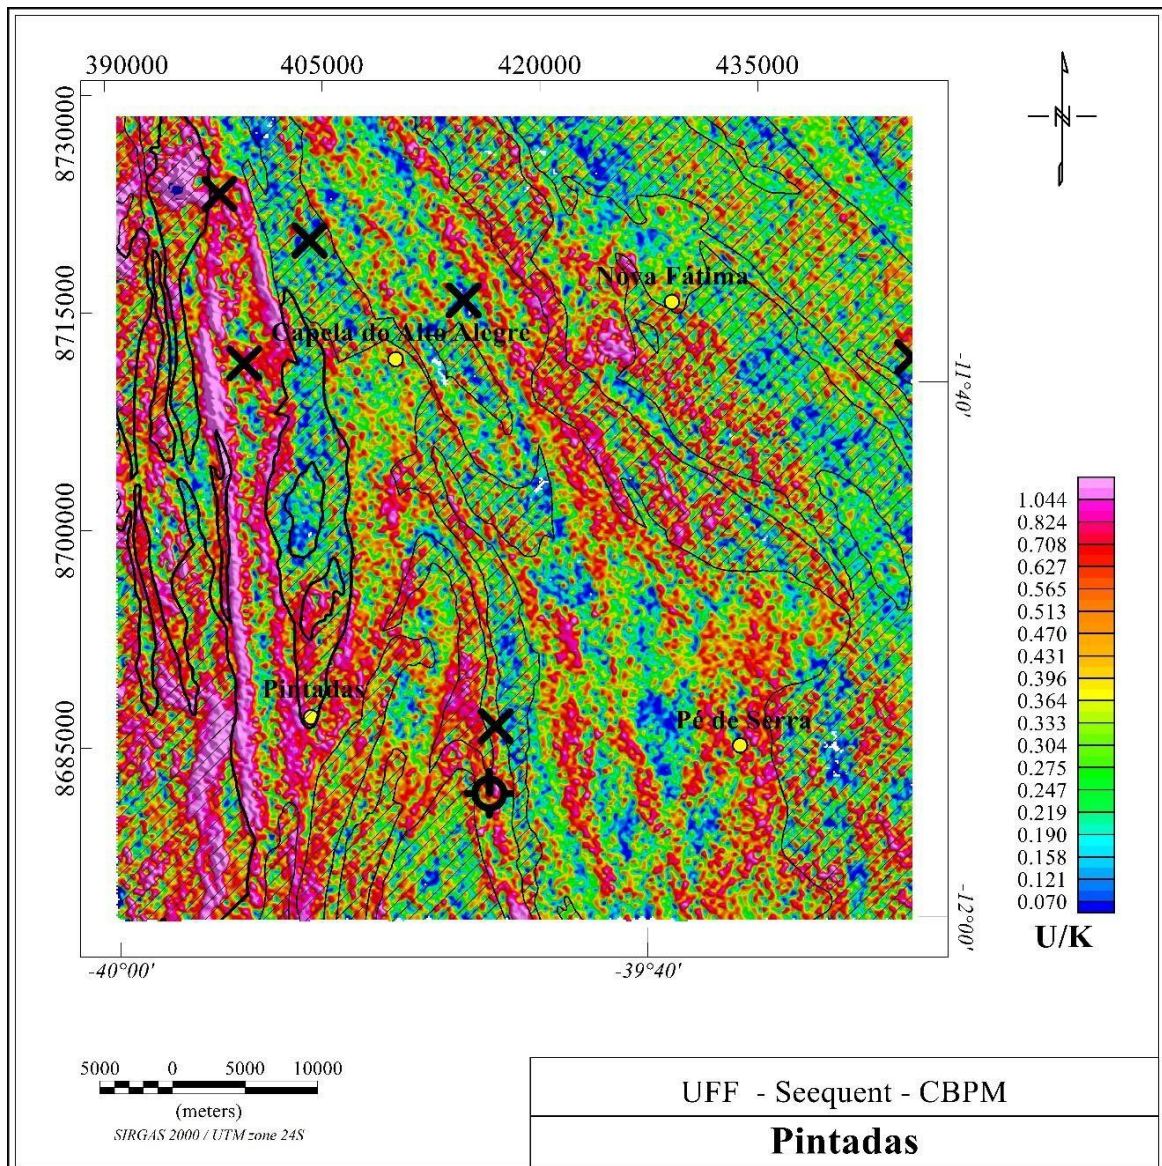 390000 405000 420000 435000
8730000
N
Nova Fátima
8715000
Capela do Alto Alegre
-11°40'
8700000
1.044
0.824
0.708
0.627
0.565
0.513
0.470
0.431
0.396
0.364
0.333
0.304
0.275
0.247
0.219
0.190
0.158
0.121
0.070
U/K
Pintadas
Pé de Serra
8685000
-12°00'
-40°00' -39°40'
5000 0 5000 10000
(meters)
SIRGAS 2000 / UTM zone 24S
UFF - Seequent - CBPM
Pintadas